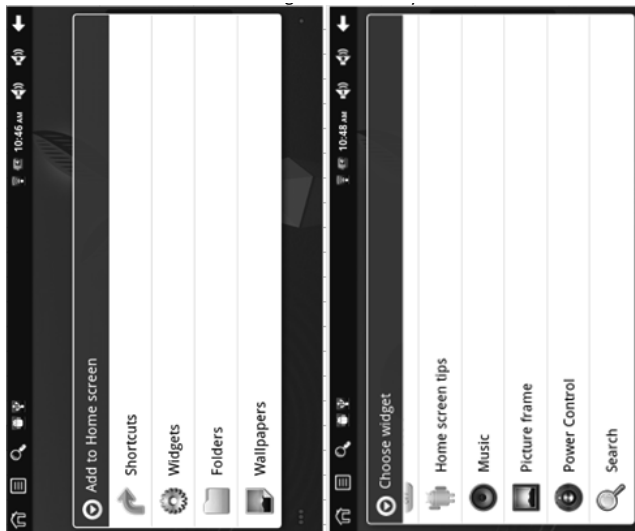 10:46 AM
Add to Home screen
Shortcuts
Widgets
Folders
Wallpapers
10:48 AM
Choose widget
Home screen tips
Music
Picture frame
Power Control
Search